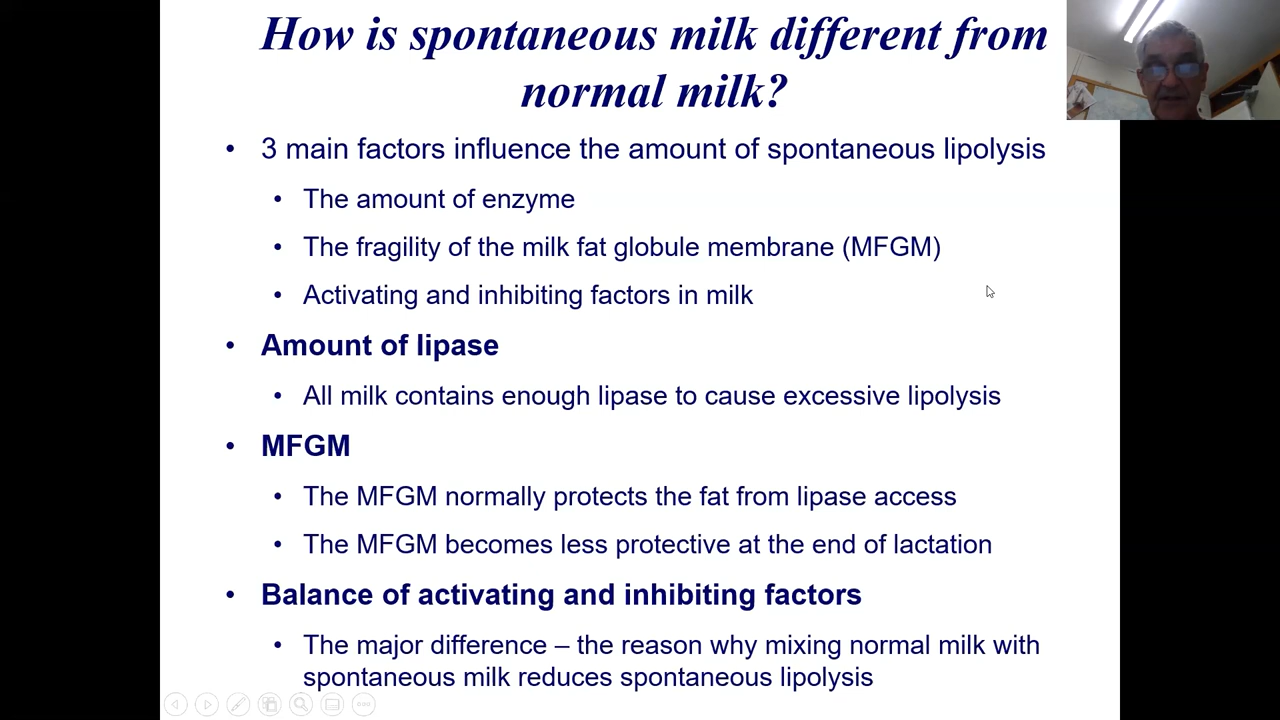 How is spontaneous milk different from
normal milk?
• 3 main factors influence the amount of spontaneous lipolysis
• The amount of enzyme
• The fragility of the milk fat globule membrane (MFGM)
• Activating and inhibiting factors in milk
• Amount of lipase
• All milk contains enough lipase to cause excessive lipolysis
• MFGM
• The MFGM normally protects the fat from lipase access
• The MFGM becomes less protective at the end of lactation
• Balance of activating and inhibiting factors
• The major difference – the reason why mixing normal milk with
spontaneous milk reduces spontaneous lipolysis